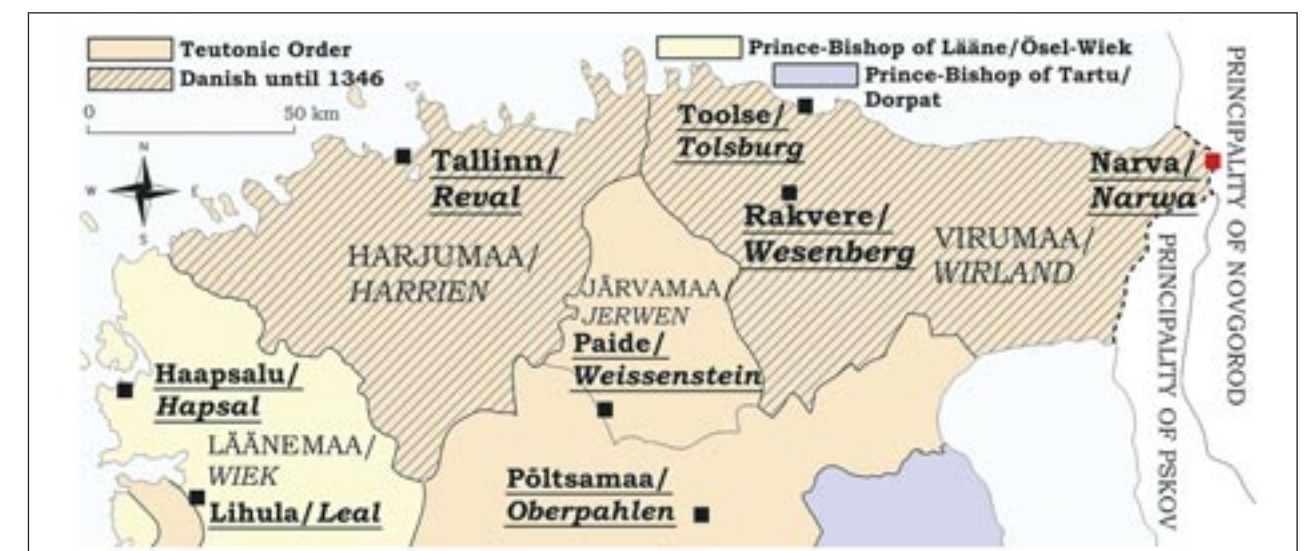 Teutonic Order
Danish until 1346
0 50 km
Prince-Bishop of Lääne/Ösel-Wiek
Prince-Bishop of Tartu/
Dorpat
N
W E
S
Tallinn/
Reval
Toolse/
Tolsburg
Narva/
Narwa
Rakvere/
Wesenberg
HARJUMAA/
HARRIEN
VIRUMAA/
WIRLAND
JÄRVAMAA
JERWEN
Paide/
Weissenstein
Haapsalu/
Hapsal
LÄÄNEMAA/
WIEK
Lihula/Leal
Põltsamaa/
Oberpahlen
PRINCIPALITY OF NOVGOROD
PRINCIPALITY OF PSKOV